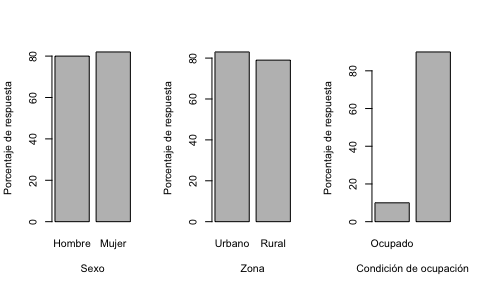 Porcentaje de respuesta
80
60
40
20
0
Hombre Mujer
Sexo
Porcentaje de respuesta
80
60
40
20
0
Urbano Rural
Zona
Porcentaje de respuesta
80
60
40
20
0
Ocupado
Condición de ocupación